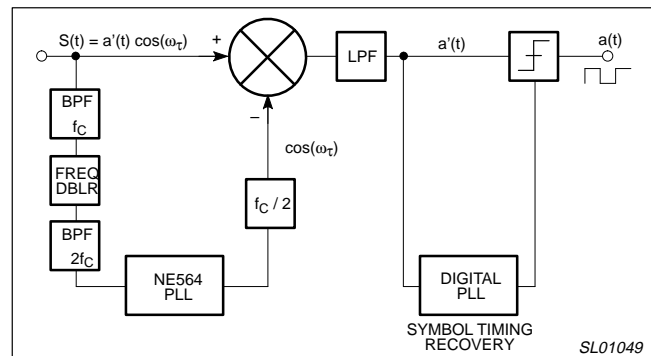 S(t) = a'(t) cos(ωτ)
+
–
LPF
a'(t)
a(t)
BPF
fC
FREQ
DBLR
BPF
2fC
cos(ωτ)
fC / 2
NE564
PLL
DIGITAL
PLL
SYMBOL TIMING
RECOVERY
SL01049